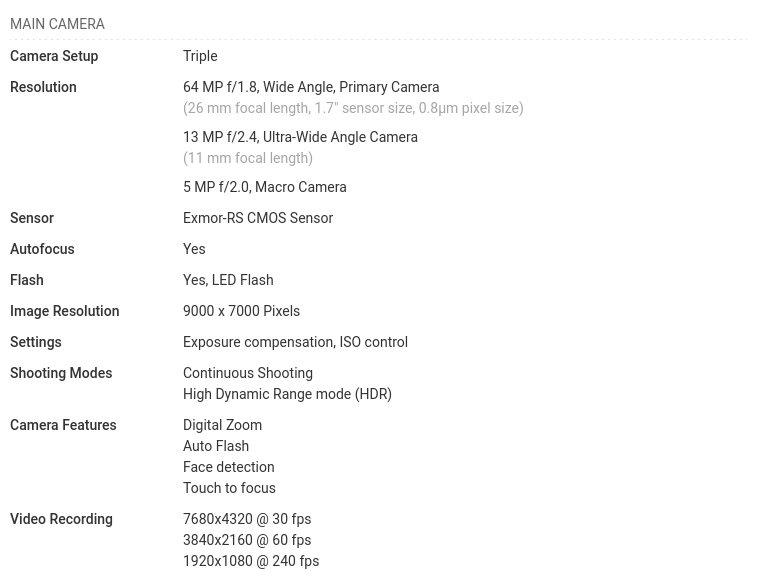 MAIN CAMERA
Camera Setup Triple
Resolution 64 MP f/1.8, Wide Angle, Primary Camera
(26 mm focal length, 1.7" sensor size, 0.8µm pixel size)
13 MP f/2.4, Ultra-Wide Angle Camera
(11 mm focal length)
5 MP f/2.0, Macro Camera
Sensor Exmor-RS CMOS Sensor
Autofocus Yes
Flash Yes, LED Flash
Image Resolution 9000 x 7000 Pixels
Settings Exposure compensation, ISO control
Shooting Modes Continuous Shooting
High Dynamic Range mode (HDR)
Camera Features Digital Zoom
Auto Flash
Face detection
Touch to focus
Video Recording 7680x4320 @ 30 fps
3840x2160 @ 60 fps
1920x1080 @ 240 fps